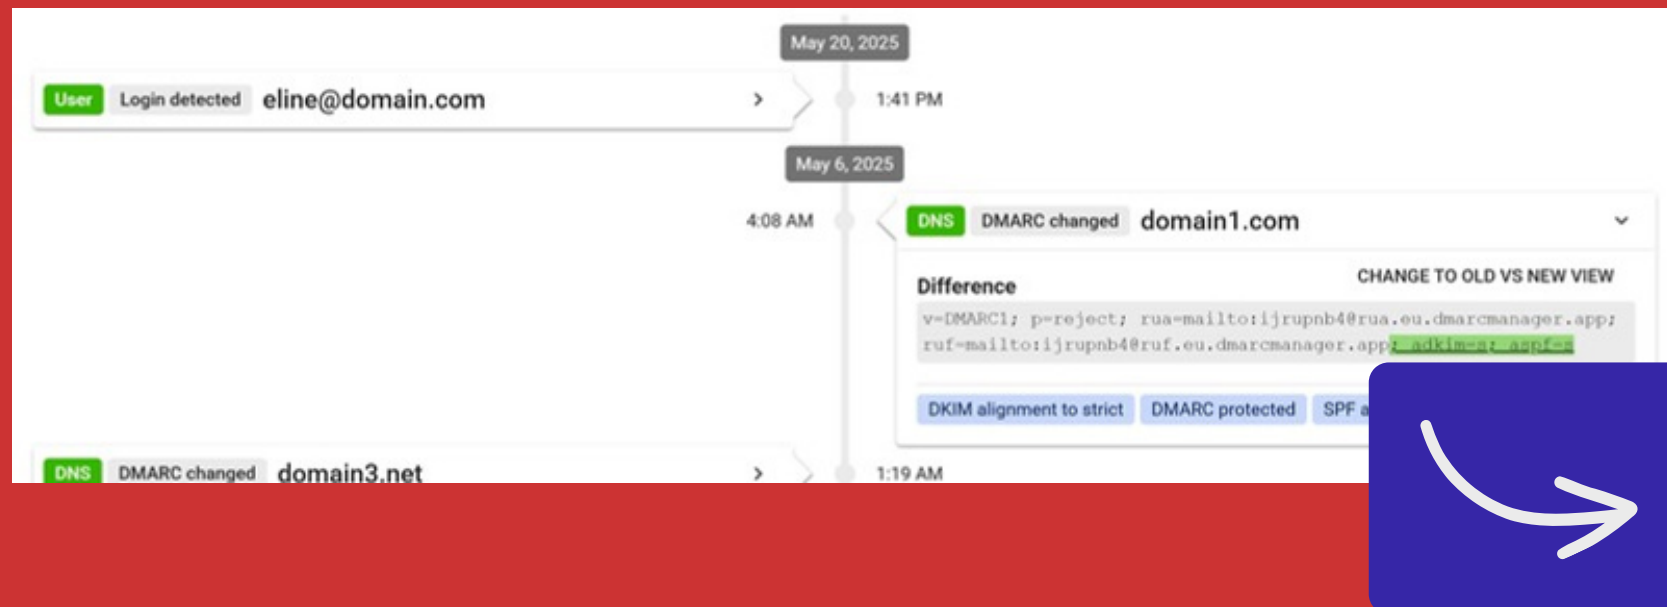 May 20, 2025
User Login detected eline@domain.com
1:41 PM
May 6, 2025
4:08 AM
DNS DMARC changed domain1.com
CHANGE TO OLD VS NEW VIEW
Difference
v=DMARC1; p=reject; rua=mailto:ijrupnb4@rua.eu.dmarcmanager.app;
ruf=mailto:ijrupnb4@ruf.eu.dmarcmanager.app; adkim=s; aspf=s
DKIM alignment to strict DMARC protected SPF a
DNS DMARC changed domain3.net
1:19 AM